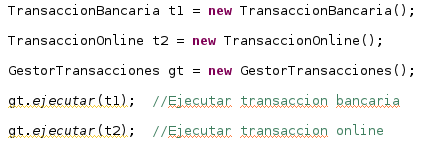 TransaccionBancaria t1 = new TransaccionBancaria();
TransaccionOnline t2 = new TransaccionOnline();
GestorTransacciones gt = new GestorTransacciones();
gt.ejecutar(t1);  //Ejecutar transaccion bancaria
gt.ejecutar(t2);  //Ejecutar transaccion online